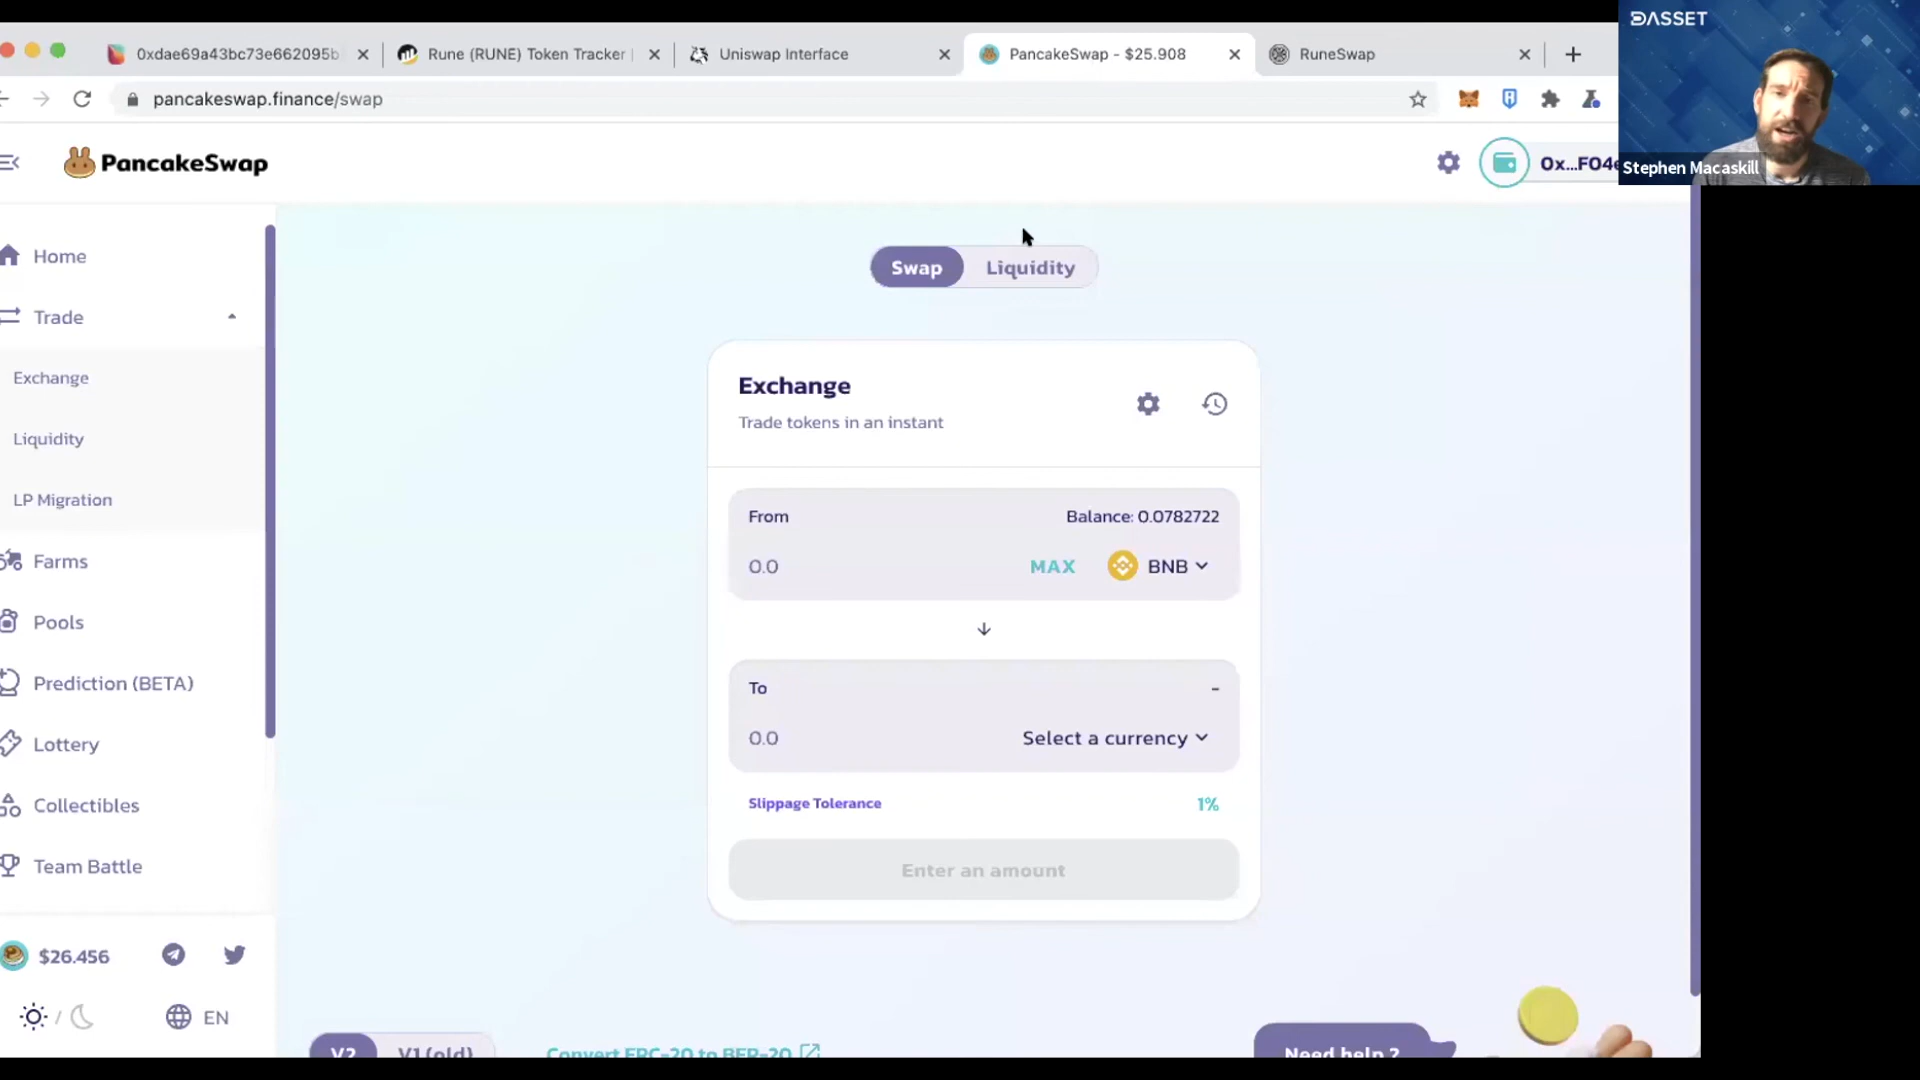 0xdae69a43bc73e662095b
Rune (RUNE) Token Tracker
Uniswap Interface
PancakeSwap - $25.908
RuneSwap
DASSET
pancakeswap.finance/swap
PancakeSwap
0x...F04e
Stephen Macaskill
Home
Trade
Exchange
Liquidity
LP Migration
Farms
Pools
Prediction (BETA)
Lottery
Collectibles
Team Battle
$26.456
/
EN
Swap
Liquidity
Exchange
Trade tokens in an instant
From
Balance: 0.0782722
0.0
MAX
BNB
To
-
0.0
Select a currency
Slippage Tolerance
1%
Enter an amount
V2
V1 (old)
Convert ERC-20 to BEP-20
Need help ?